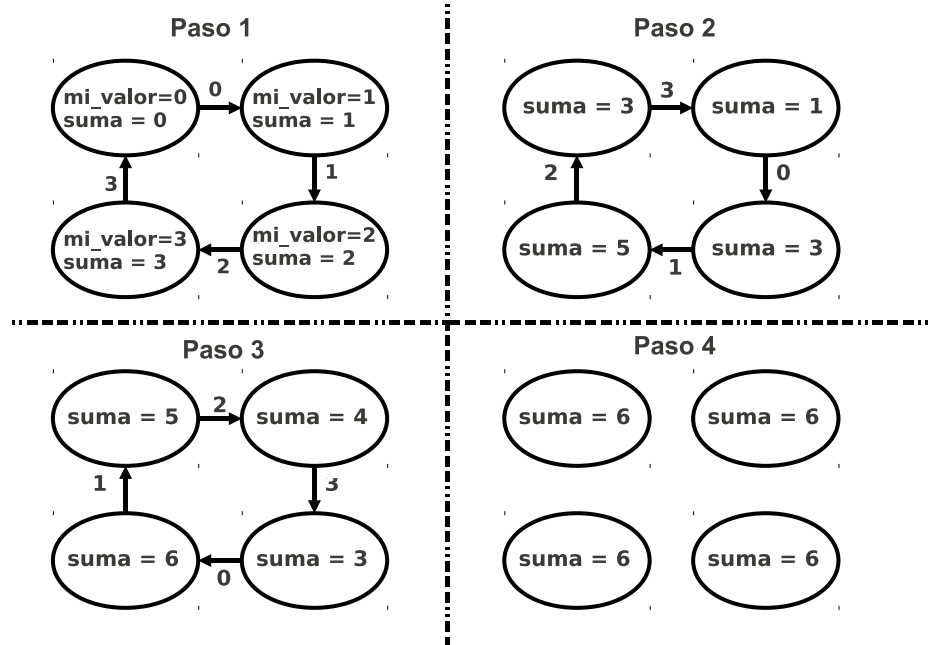 Paso 1
mi_valor=0
suma = 0
0
mi_valor=1
suma = 1
3
1
mi_valor=3
suma = 3
2
mi_valor=2
suma = 2
Paso 2
suma = 3
3
suma = 1
2
0
suma = 5
1
suma = 3
Paso 3
suma = 5
2
suma = 4
1
3
suma = 6
0
suma = 3
Paso 4
suma = 6
suma = 6
suma = 6
suma = 6